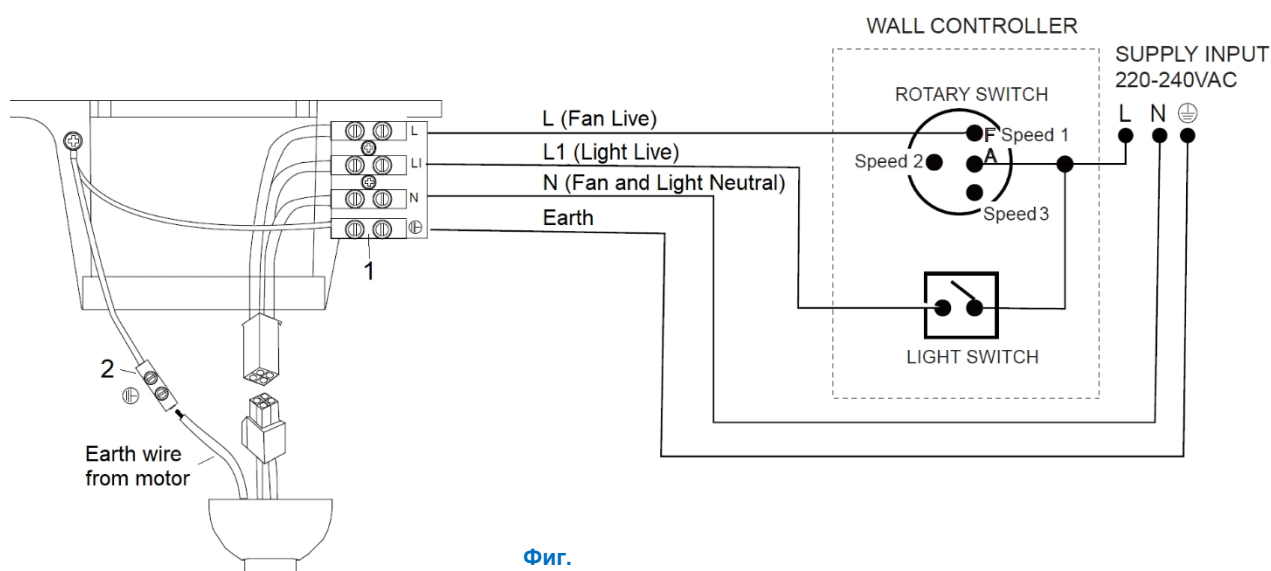 WALL CONTROLLER
SUPPLY INPUT
220-240VAC
L N
ROTARY SWITCH
F Speed 1
Speed 2
A
Speed 3
LIGHT SWITCH
L (Fan Live)
L1 (Light Live)
N (Fan and Light Neutral)
Earth
L
LI
N
1
2
Earth wire
from motor
Фиг.